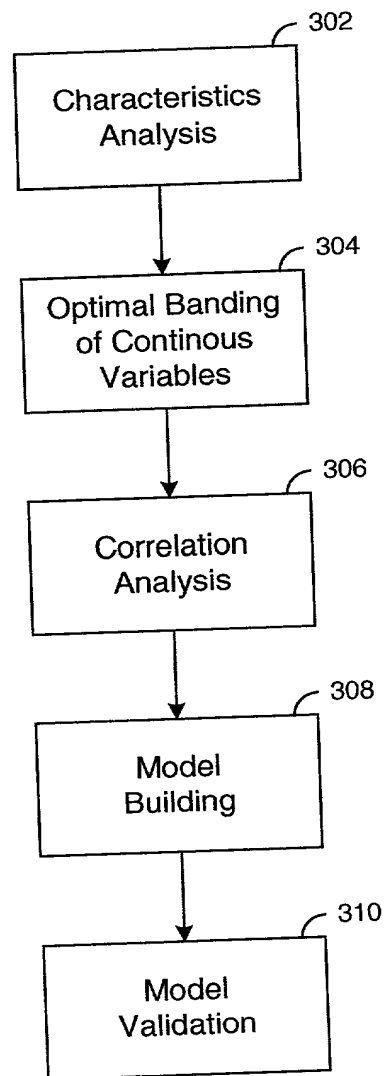 302
Characteristics
Analysis
304
Optimal Banding
of Continous
Variables
306
Correlation
Analysis
308
Model
Building
310
Model
Validation